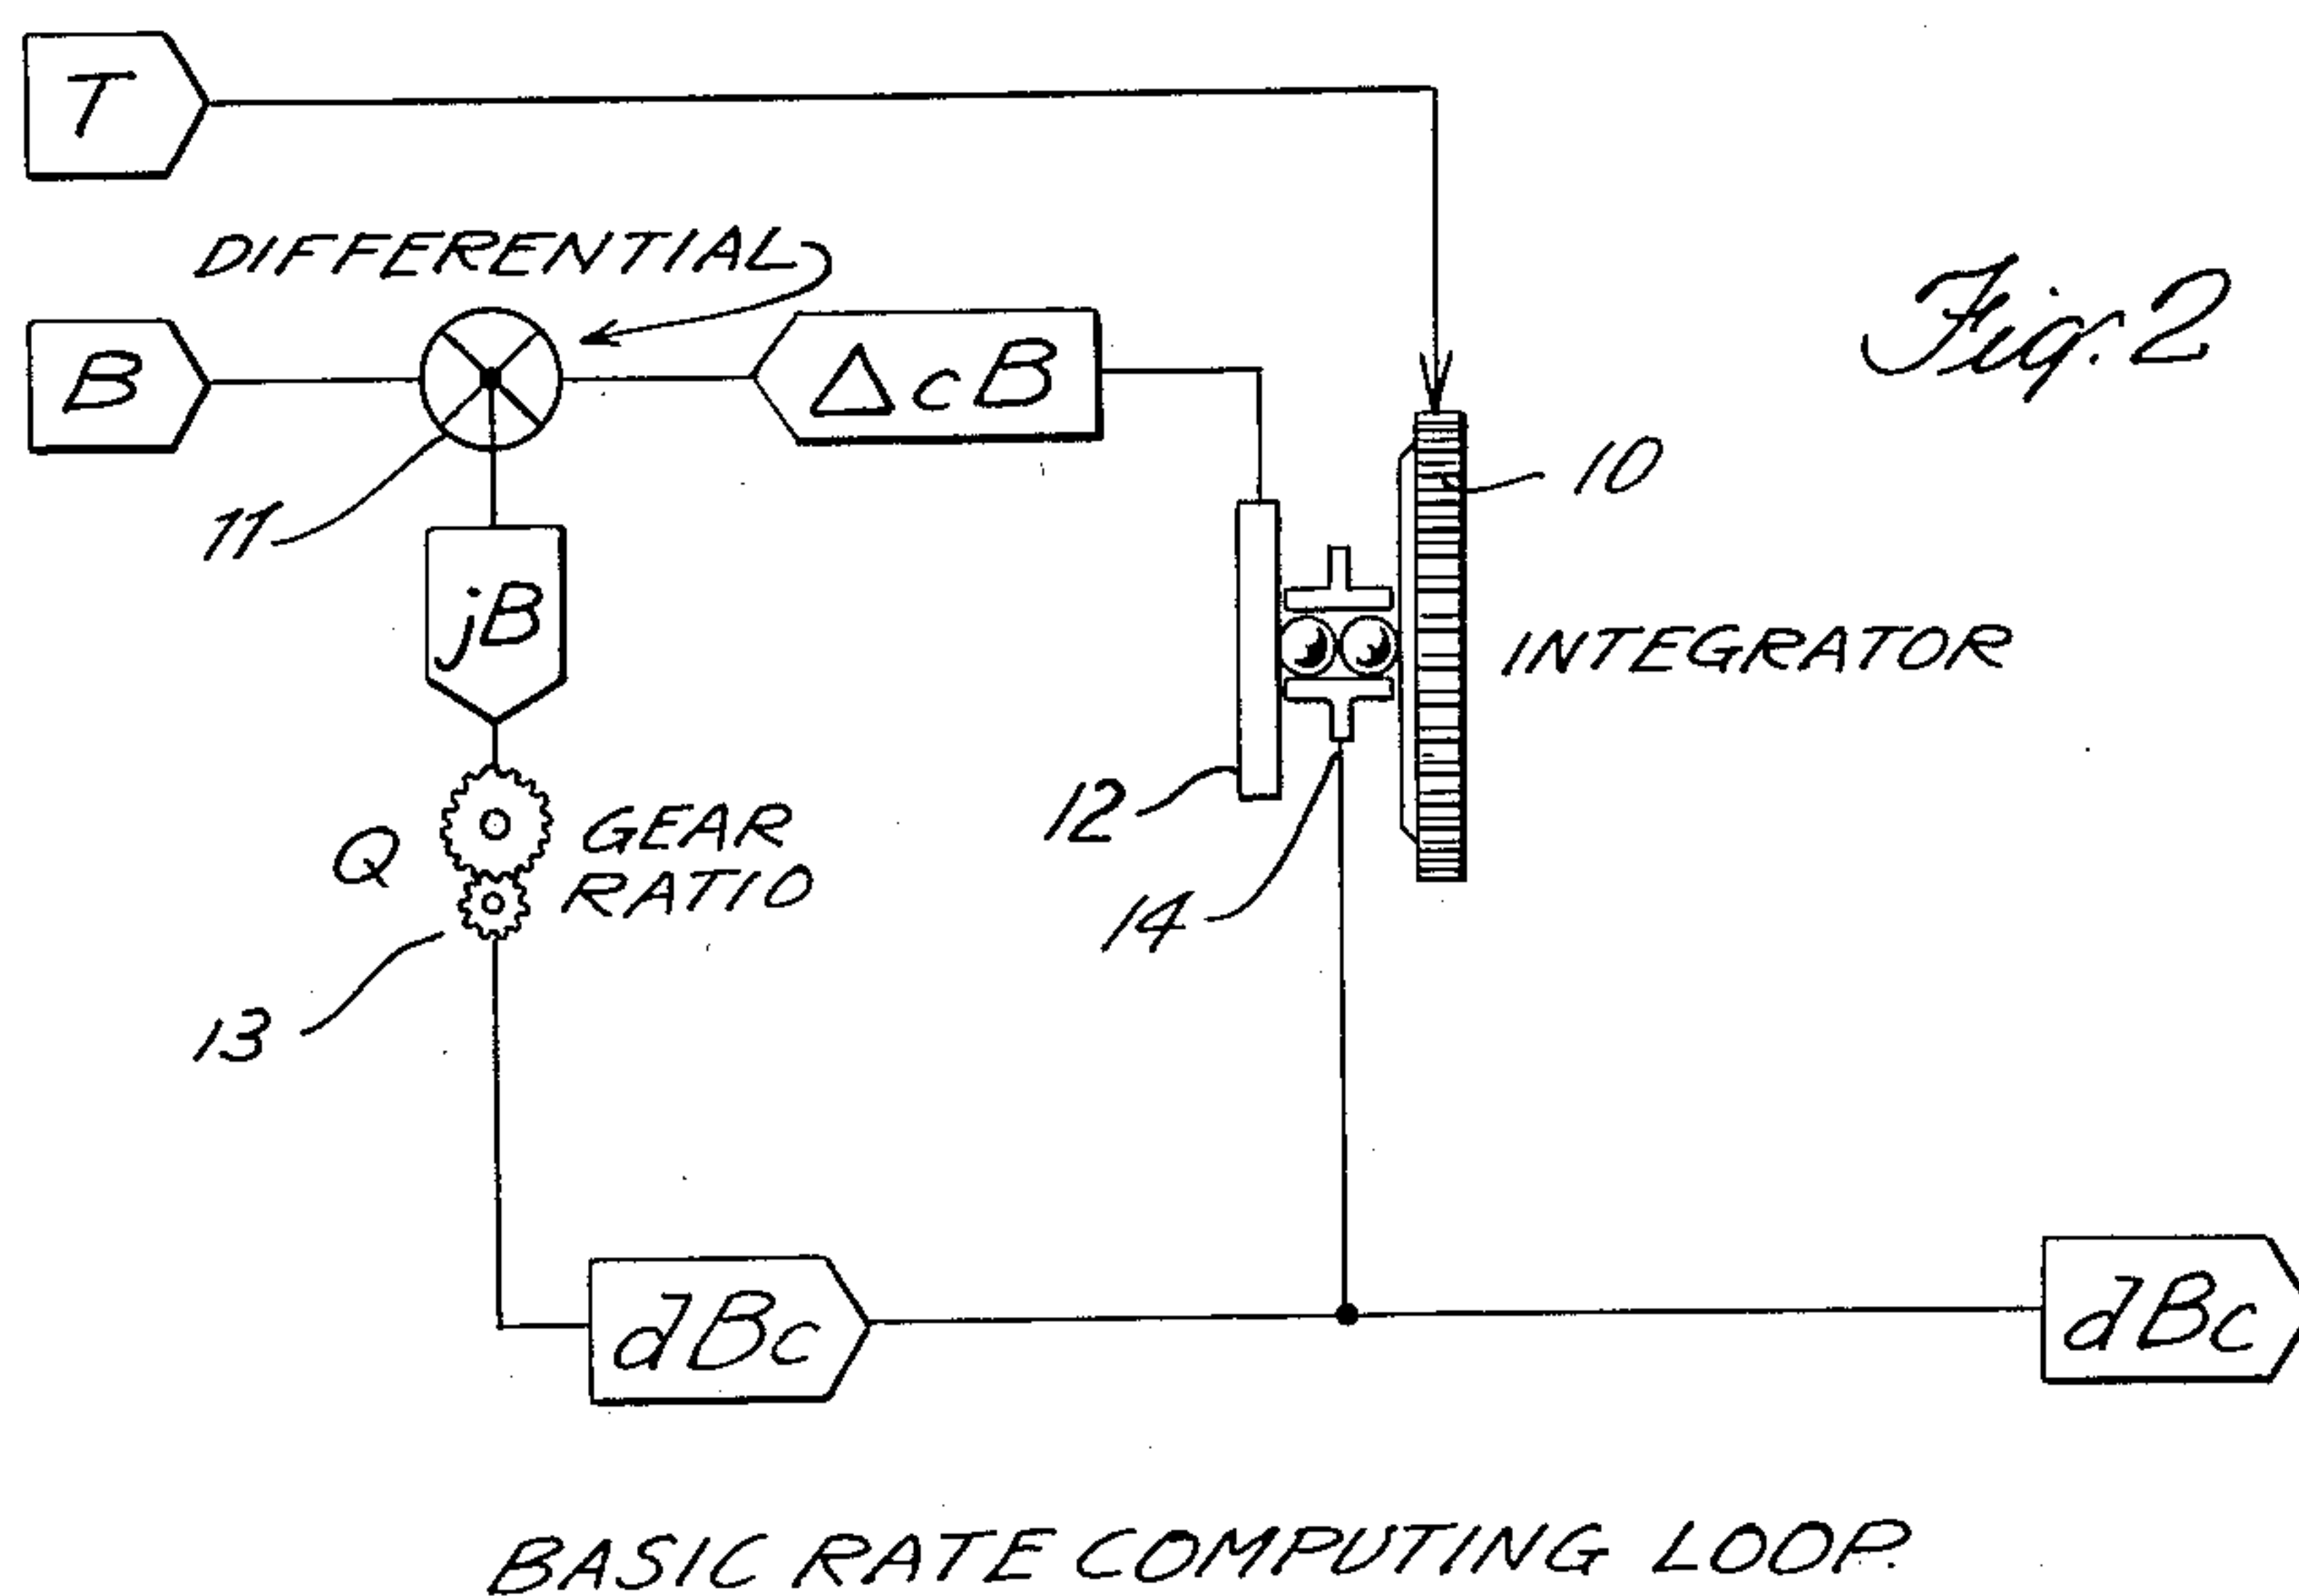 T
DIFFERENTIAL
Fig. 2
B
ΔcB
10
11
jB
INTEGRATOR
12
Q
GEAR
RATIO
14
13
dBc
dBc
BASIC RATE COMPUTING LOOP.